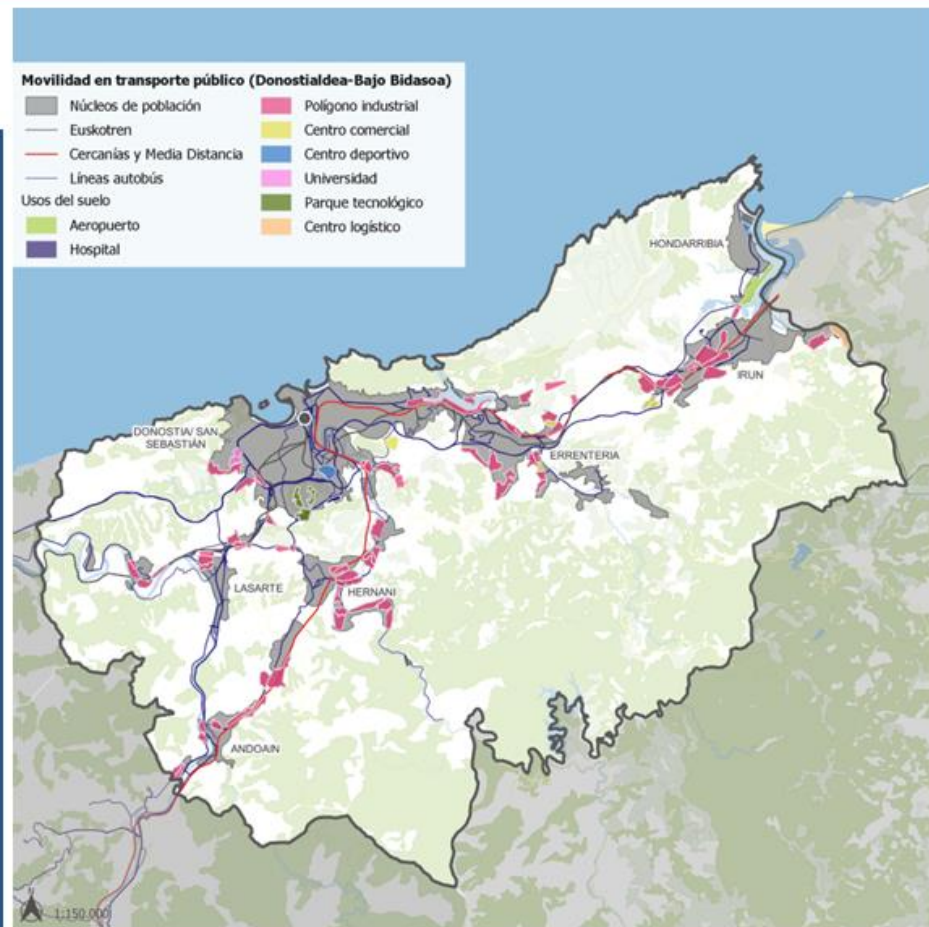 Movilidad en transporte público (Donostialdea-Bajo Bidasoa)
Núcleos de población
Euskotren
Cercanías y Media Distancia
Líneas autobús
Usos del suelo
Aeropuerto
Hospital
Polígono industrial
Centro comercial
Centro deportivo
Universidad
Parque tecnológico
Centro logístico
HONDARRIBIA
IRUN
DONOSTIA/ SAN
SEBASTIÁN
ERRENTERIA
LASARTE
HERNANI
ANDOAIN
N
1:150.000